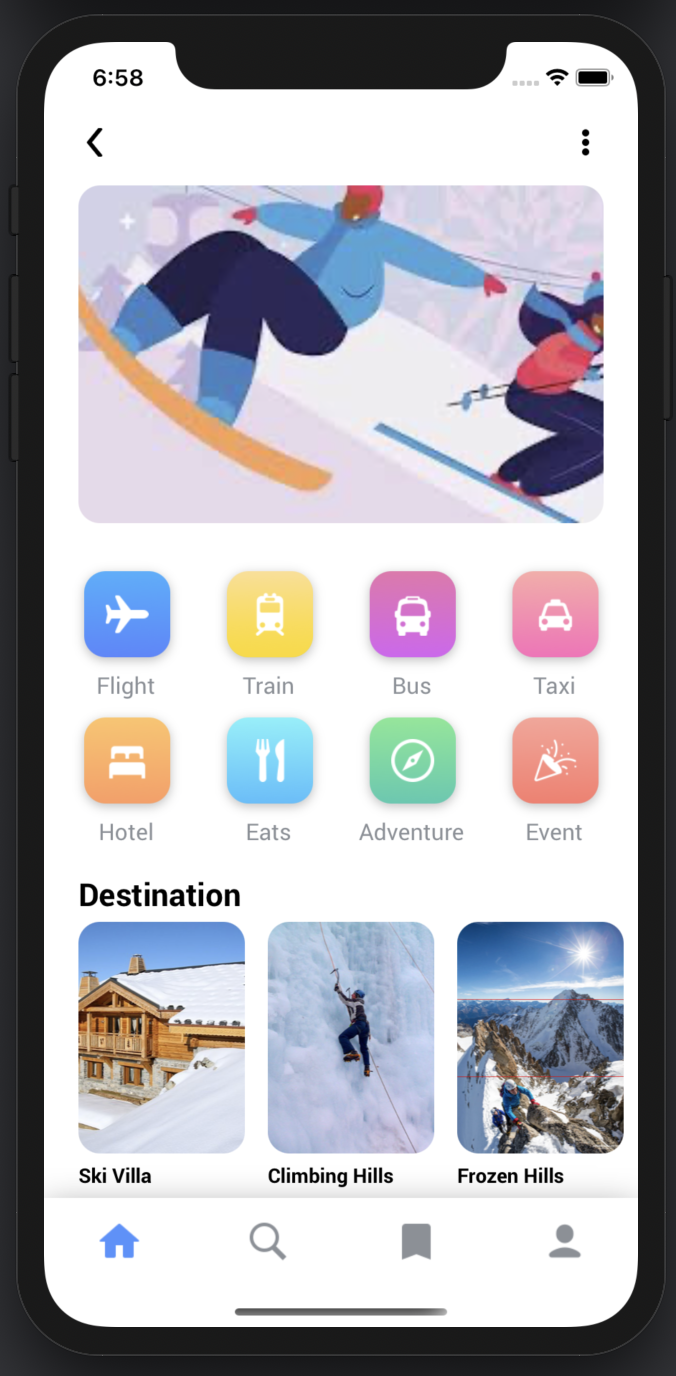 6:58
Flight Train Bus Taxi
Hotel Eats Adventure Event
Destination
Ski Villa Climbing Hills Frozen Hills